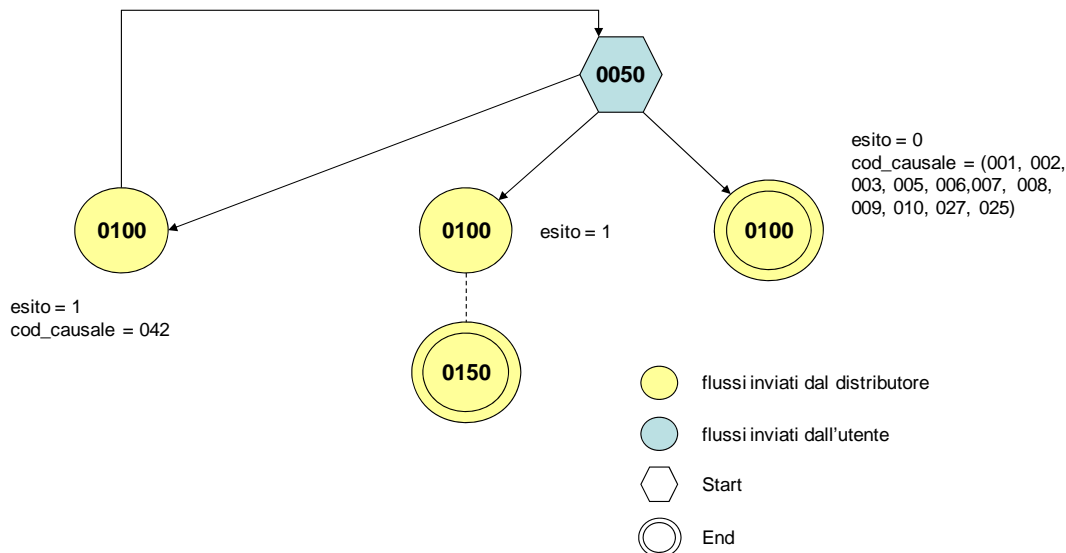 0050
esito = 0
cod_causale = (001, 002,
003, 005, 006,007, 008,
009, 010, 027, 025)
0100
0100
esito = 1
0100
esito = 1
cod_causale = 042
0150
flussi inviati dal distributore
flussi inviati dall'utente
Start
End